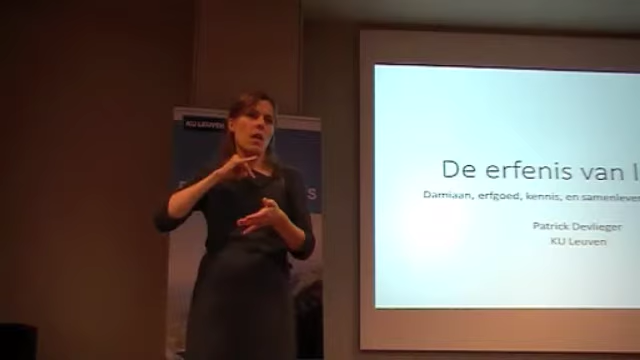 KU LEUVEN
De erfenis van
Damiaan, erfgoed, kennis, en samenlever
Patrick Devlieger
KU Leuven